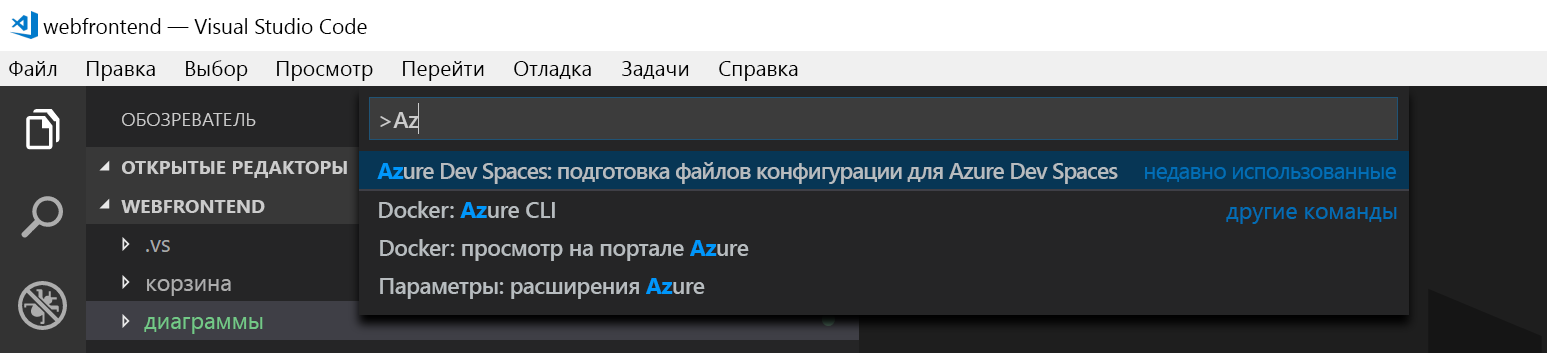 webfrontend — Visual Studio Code
Файл Правка Выбор Просмотр Перейти Отладка Задачи Справка
ОБОЗРЕВАТЕЛЬ
>Az
ОТКРЫТЫЕ РЕДАКТОРЫ
Azure Dev Spaces: подготовка файлов конфигурации для Azure Dev Spaces недавно использованные
WEBFRONTEND
Docker: Azure CLI другие команды
.vs
Docker: просмотр на портале Azure
корзина
Параметры: расширения Azure
диаграммы